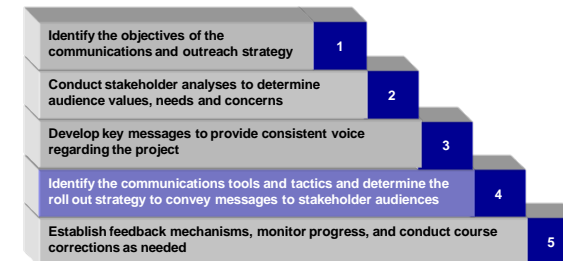 Identify the objectives of the
communications and outreach strategy
1
Conduct stakeholder analyses to determine
audience values, needs and concerns
2
Develop key messages to provide consistent voice
regarding the project
3
Identify the communications tools and tactics and determine the
roll out strategy to convey messages to stakeholder audiences
4
Establish feedback mechanisms, monitor progress, and conduct course
corrections as needed
5